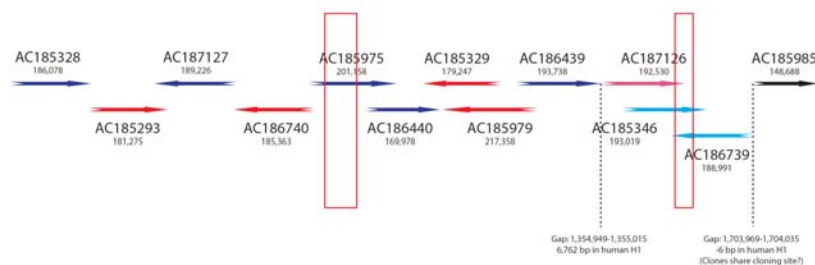 AC185328
186,078
AC187127
189,226
AC185975
201,158
AC185329
179,247
AC186439
193,738
AC187126
192,530
AC185985
148,688
AC185293
181,275
AC186740
185,363
AC186440
169,978
AC185979
217,358
AC185346
193,019
AC186739
188,991
Gap: 1,354,949-1,355,015
6,762 bp in human H1
Gap: 1,703,969-1,704,035
-6 bp in human H1
(Clones share cloning site?)